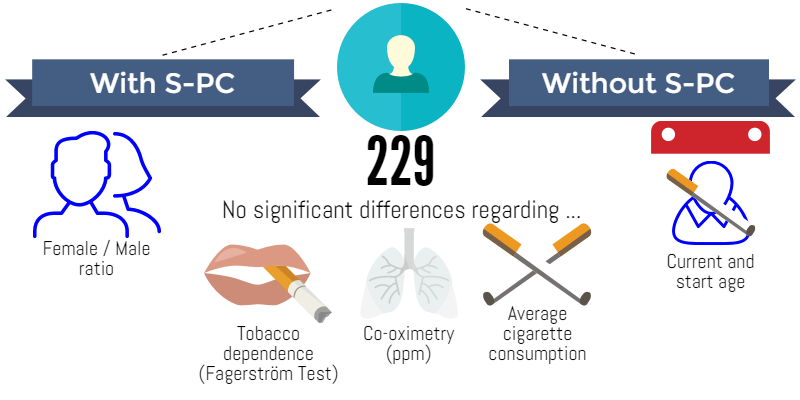 With S-PC
Without S-PC
229
No significant differences regarding ...
Female / Male
ratio
Tobacco
dependence
(Fagerström Test)
Co-oximetry
(ppm)
Average
cigarette
consumption
Current and
start age